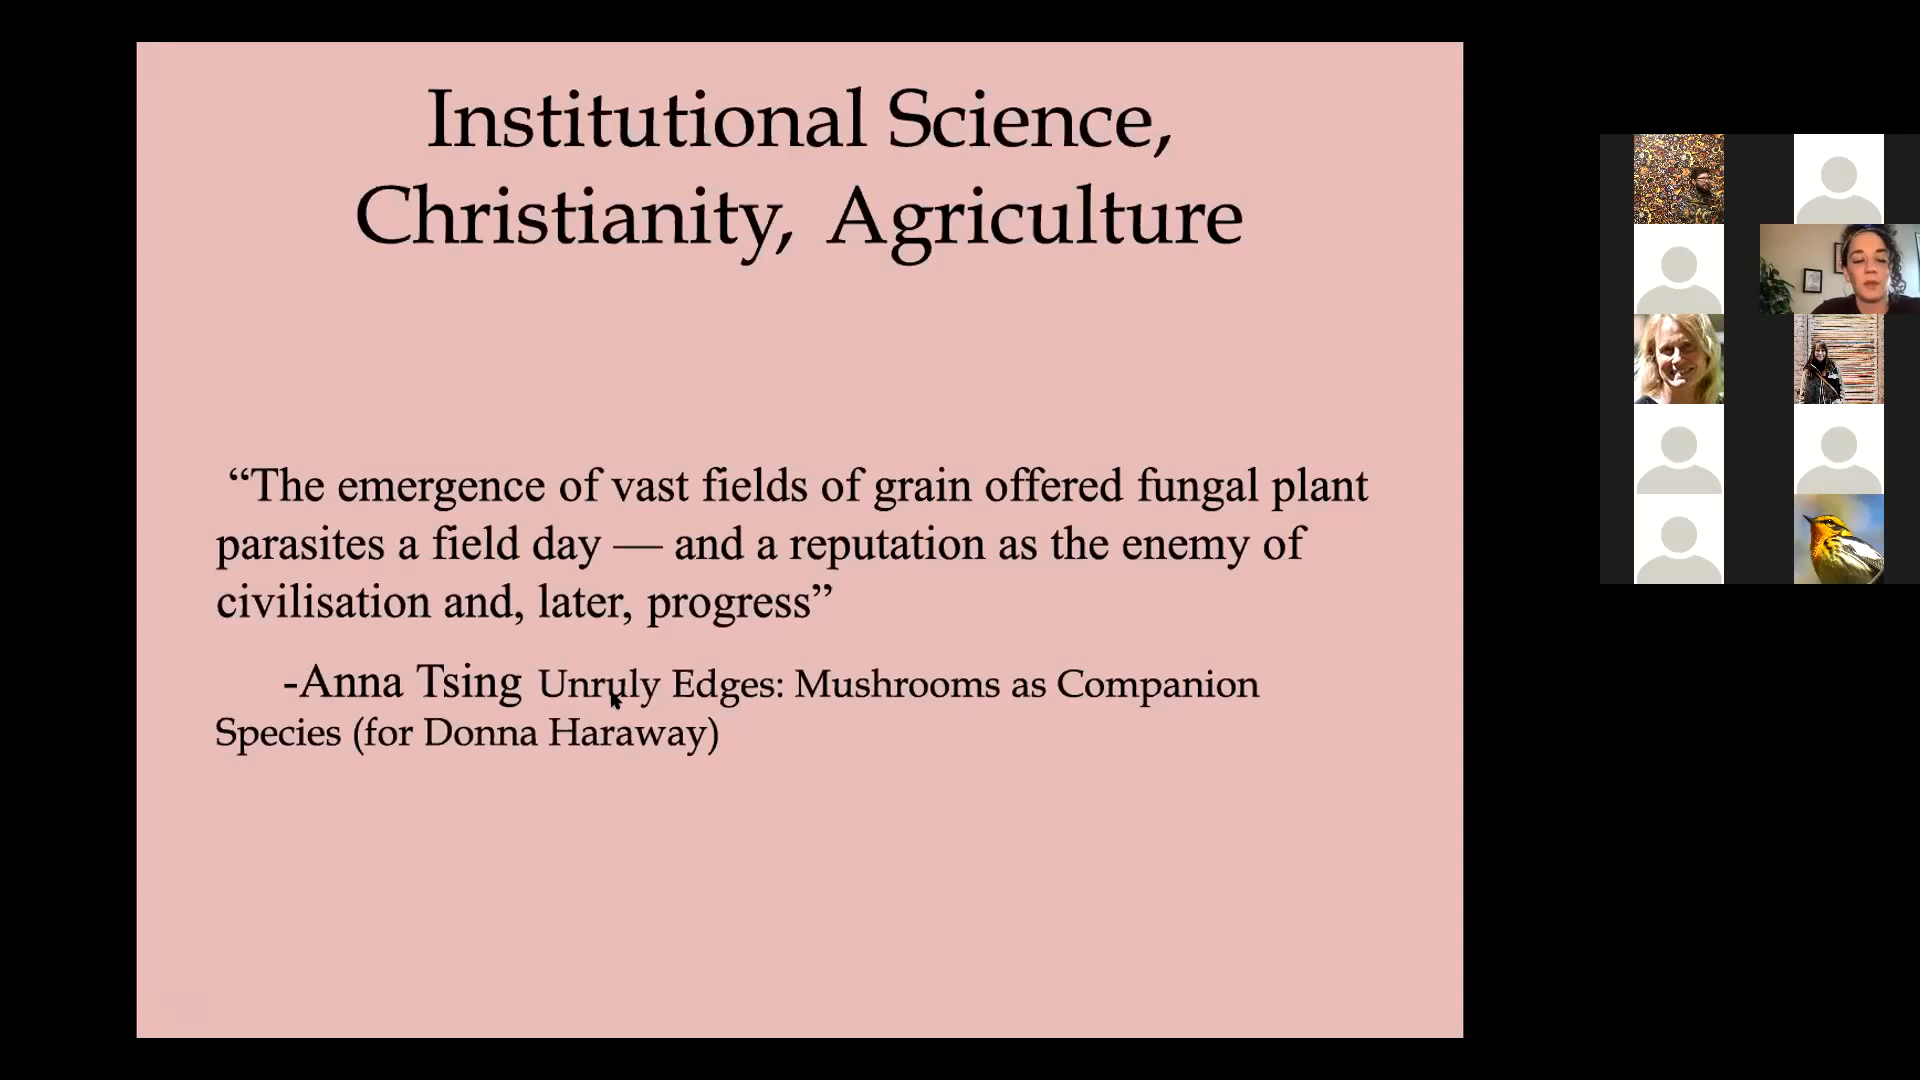 Institutional Science,
Christianity, Agriculture
“The emergence of vast fields of grain offered fungal plant
parasites a field day — and a reputation as the enemy of
civilisation and, later, progress”
-Anna Tsing Unruly Edges: Mushrooms as Companion
Species (for Donna Haraway)